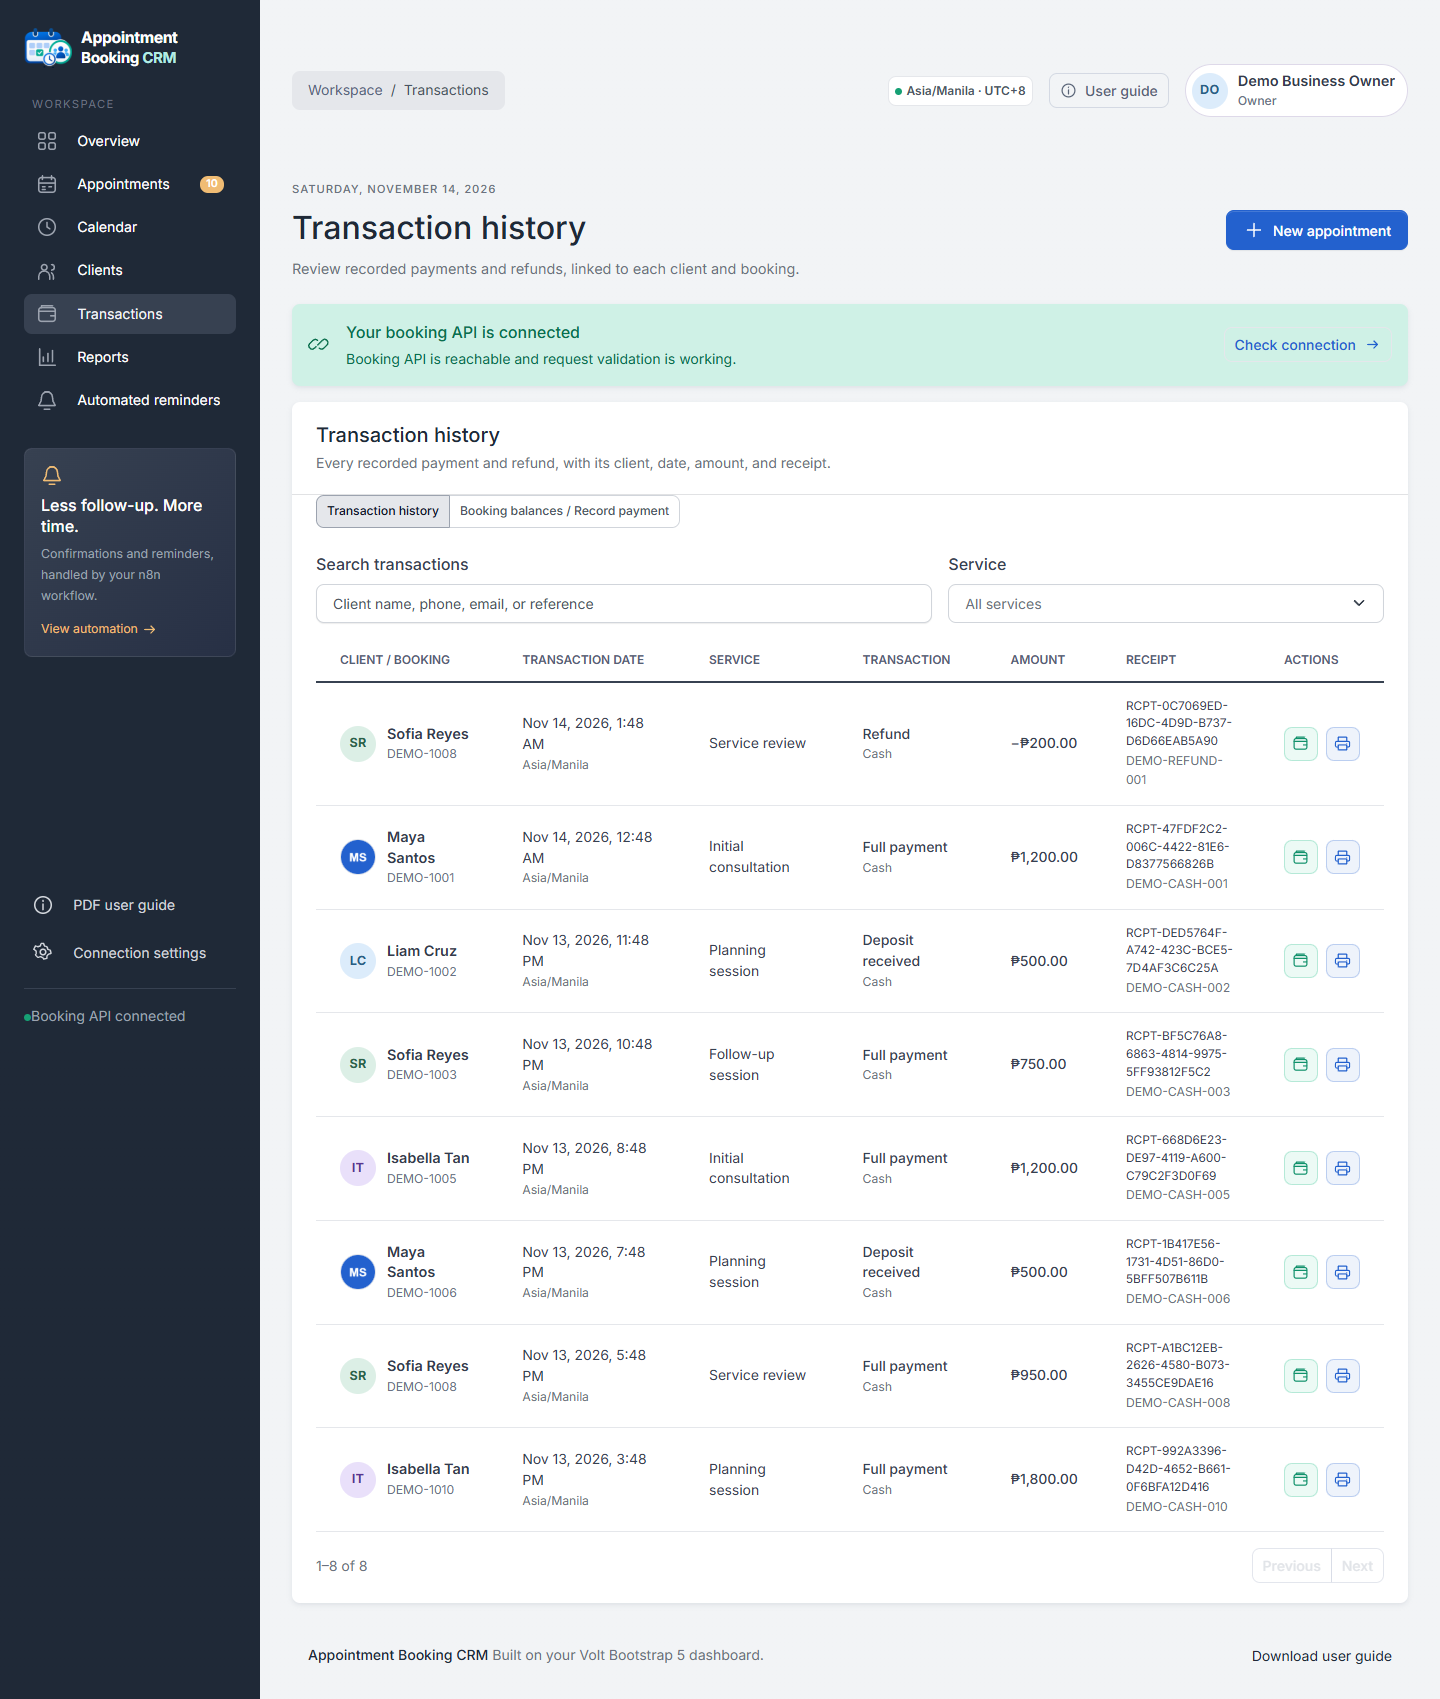 Appointment
Booking CRM
WORKSPACE
Overview
Appointments 10
Calendar
Clients
Transactions
Reports
Automated reminders
Less follow-up. More
time.
Confirmations and reminders,
handled by your n8n
workflow.
View automation →
PDF user guide
Connection settings
Booking API connected
Workspace / Transactions
Asia/Manila · UTC+8
User guide
DO
Demo Business Owner
Owner
SATURDAY, NOVEMBER 14, 2026
Transaction history
New appointment
Review recorded payments and refunds, linked to each client and booking.
Your booking API is connected
Booking API is reachable and request validation is working.
Check connection →
Transaction history
Every recorded payment and refund, with its client, date, amount, and receipt.
Transaction history
Booking balances / Record payment
Search transactions
Service
Client name, phone, email, or reference
All services
CLIENT / BOOKING TRANSACTION DATE SERVICE TRANSACTION AMOUNT RECEIPT ACTIONS
SR
Sofia Reyes
DEMO-1008
Nov 14, 2026, 1:48
AM
Asia/Manila
Service review
Refund
Cash
−₱200.00
RCPT-0C7069ED-
16DC-4D9D-B737-
D6D66EAB5A90
DEMO-REFUND-
001
MS
Maya
Santos
DEMO-1001
Nov 14, 2026, 12:48
AM
Asia/Manila
Initial
consultation
Full payment
Cash
₱1,200.00
RCPT-47FDF2C2-
006C-4422-81E6-
D8377566826B
DEMO-CASH-001
LC
Liam Cruz
DEMO-1002
Nov 13, 2026, 11:48
PM
Asia/Manila
Planning
session
Deposit
received
Cash
₱500.00
RCPT-DED5764F-
A742-423C-BCE5-
7D4AF3C6C25A
DEMO-CASH-002
SR
Sofia Reyes
DEMO-1003
Nov 13, 2026, 10:48
PM
Asia/Manila
Follow-up
session
Full payment
Cash
₱750.00
RCPT-BF5C76A8-
6863-4814-9975-
5FF93812F5C2
DEMO-CASH-003
IT
Isabella Tan
DEMO-1005
Nov 13, 2026, 8:48
PM
Asia/Manila
Initial
consultation
Full payment
Cash
₱1,200.00
RCPT-668D6E23-
DE97-4119-A600-
C79C2F3D0F69
DEMO-CASH-005
MS
Maya
Santos
DEMO-1006
Nov 13, 2026, 7:48
PM
Asia/Manila
Planning
session
Deposit
received
Cash
₱500.00
RCPT-1B417E56-
1731-4D51-86D0-
5BFF507B611B
DEMO-CASH-006
SR
Sofia Reyes
DEMO-1008
Nov 13, 2026, 5:48
PM
Asia/Manila
Service review
Full payment
Cash
₱950.00
RCPT-A1BC12EB-
2626-4580-B073-
3455CE9DAE16
DEMO-CASH-008
IT
Isabella Tan
DEMO-1010
Nov 13, 2026, 3:48
PM
Asia/Manila
Planning
session
Full payment
Cash
₱1,800.00
RCPT-992A3396-
D42D-4652-B661-
0F6BFA12D416
DEMO-CASH-010
1–8 of 8
Previous Next
Appointment Booking CRM Built on your Volt Bootstrap 5 dashboard.
Download user guide